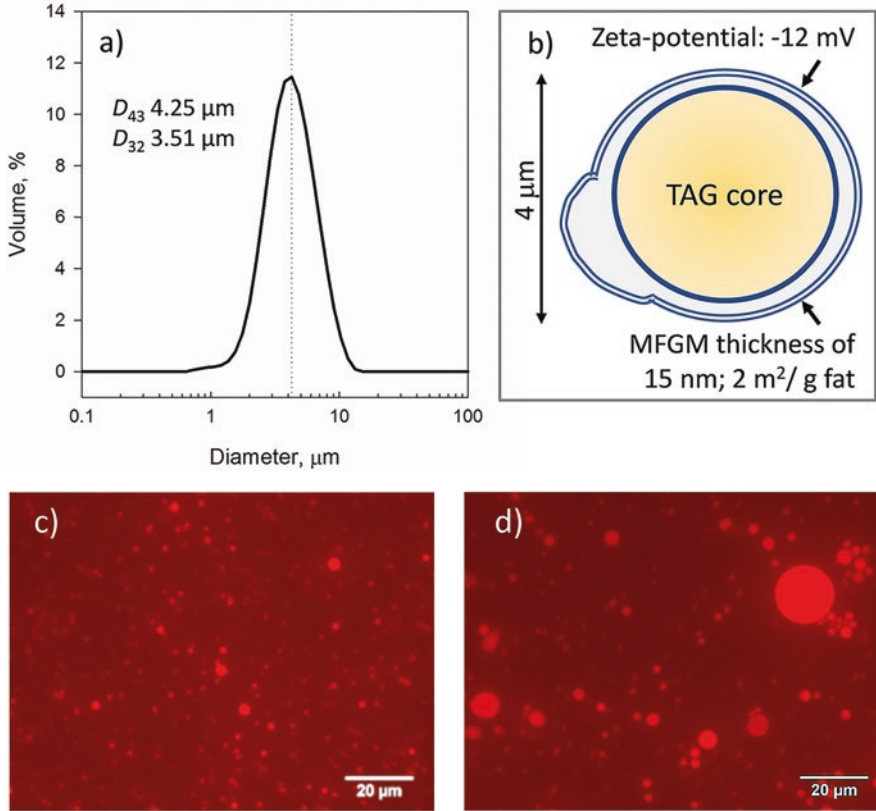 a)
14
12
10
8
6
4
2
0
Volume, %
D43 4.25 μm
D32 3.51 μm
0.1
1
10
100
Diameter, μm
b)
Zeta-potential: -12 mV
4 μm
TAG core
MFGM thickness of
15 nm; 2 m²/ g fat
c)
20 μm
d)
20 μm